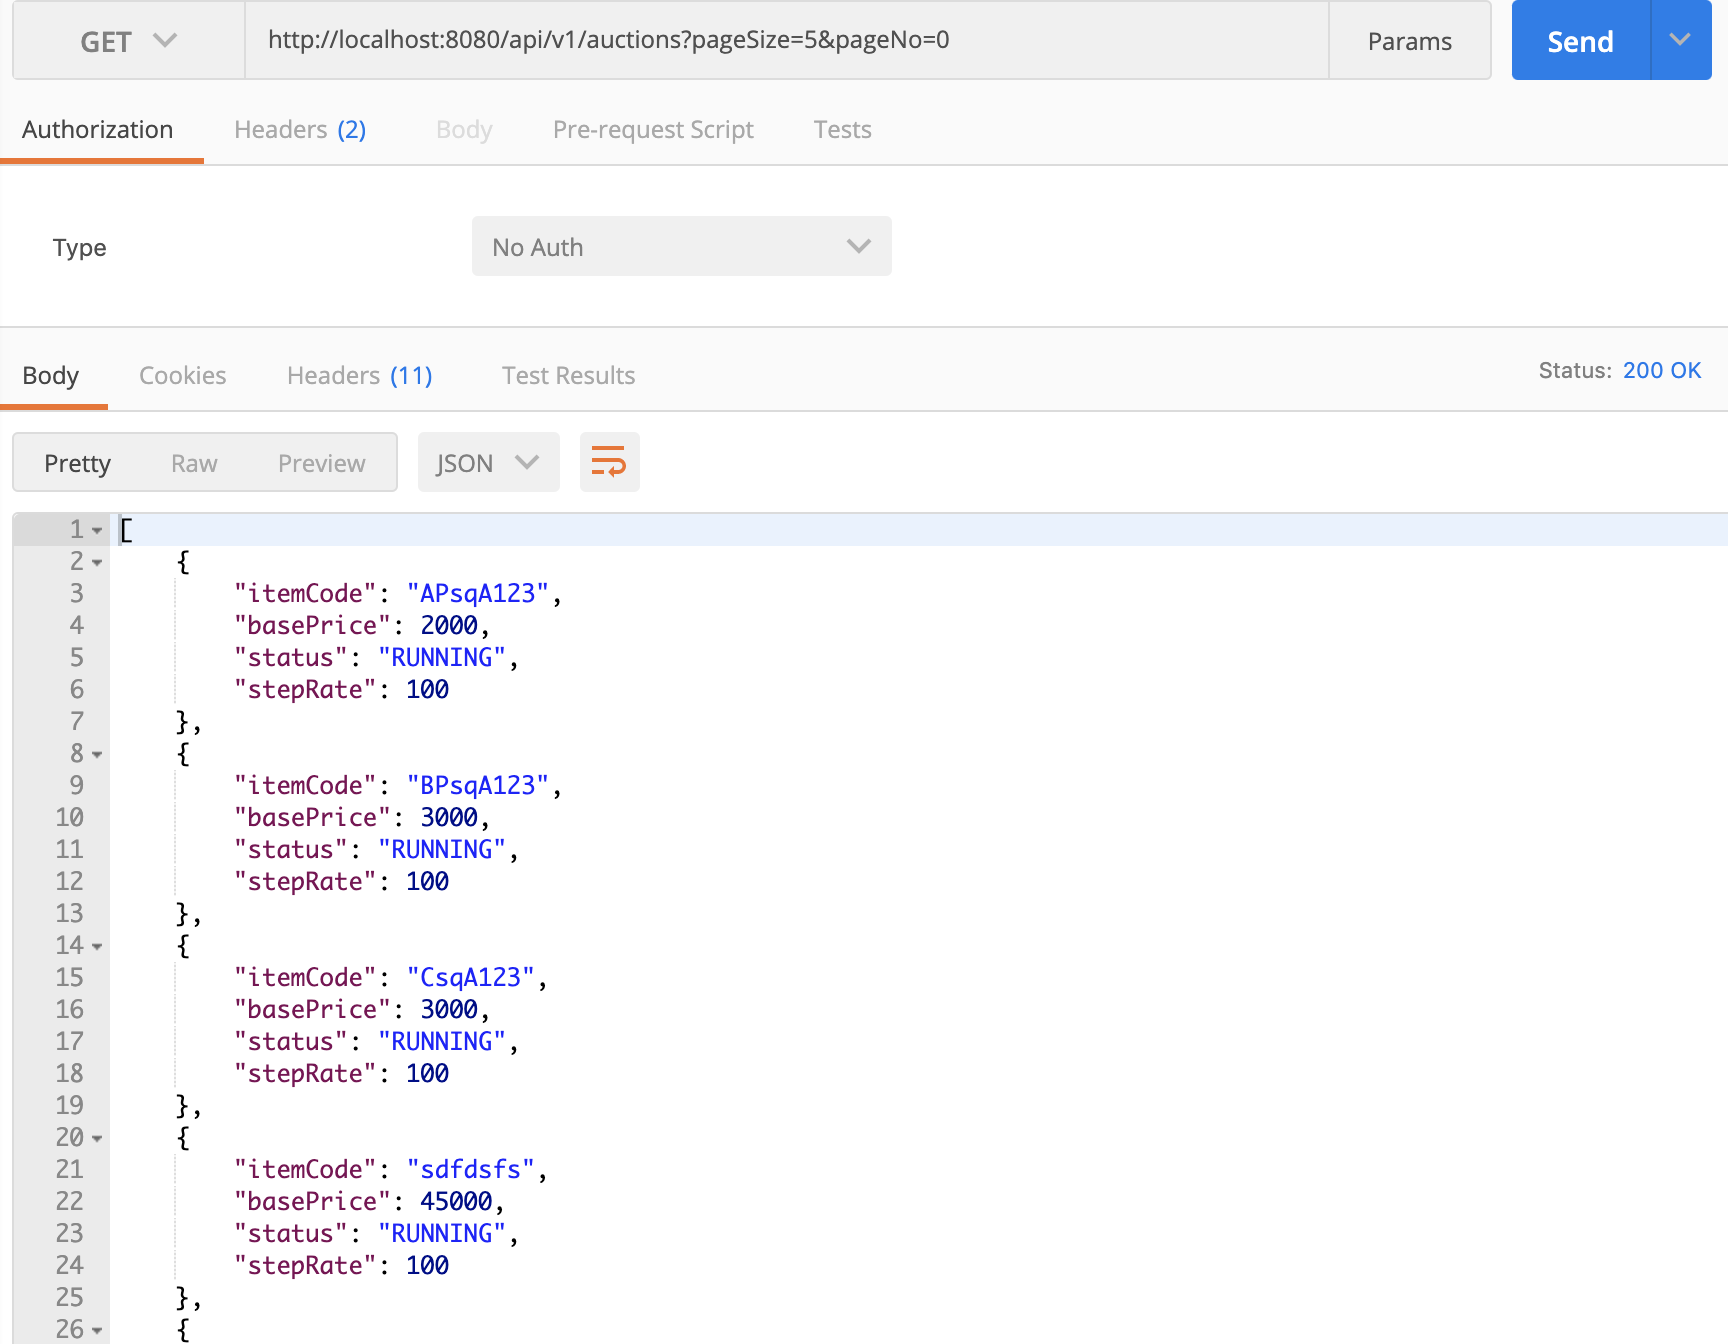 GET http://localhost:8080/api/v1/auctions?pageSize=5&pageNo=0 Params Send
Authorization Headers (2) Body Pre-request Script Tests
Type No Auth
Body Cookies Headers (11) Test Results Status: 200 OK
Pretty Raw Preview JSON
1 [
2 {
3 "itemCode": "APsqA123",
4 "basePrice": 2000,
5 "status": "RUNNING",
6 "stepRate": 100
7 },
8 {
9 "itemCode": "BPsqA123",
10 "basePrice": 3000,
11 "status": "RUNNING",
12 "stepRate": 100
13 },
14 {
15 "itemCode": "CsqA123",
16 "basePrice": 3000,
17 "status": "RUNNING",
18 "stepRate": 100
19 },
20 {
21 "itemCode": "sdfdsfs",
22 "basePrice": 45000,
23 "status": "RUNNING",
24 "stepRate": 100
25 },
26 {